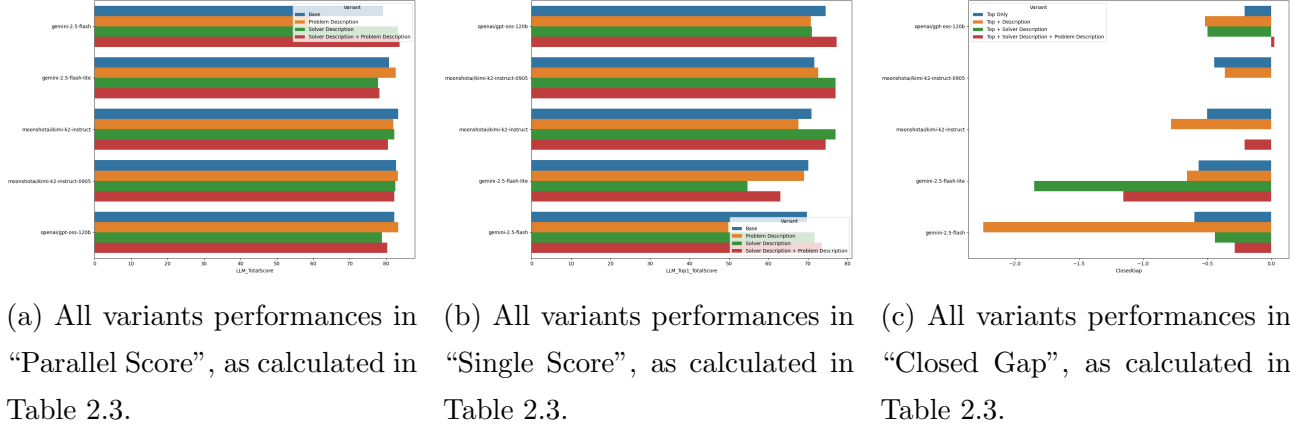 gemini-2.5-flash
gemini-2.5-flash-lite
moonshotai/kimi-k2-instruct
moonshotai/kimi-k2-instruct-0905
openai/gpt-oss-120b
Variant
Base
Problem Description
Solver Description
Solver Description + Problem Description
0 10 20 30 40 50 60 70 80
LLM_TotalScore
openai/gpt-oss-120b
moonshotai/kimi-k2-instruct-0905
moonshotai/kimi-k2-instruct
gemini-2.5-flash-lite
gemini-2.5-flash
Variant
Base
Problem Description
Solver Description
Solver Description + Problem Description
0 10 20 30 40 50 60 70 80
LLM_Top1_TotalScore
Variant
Top Only
Top + Description
Top + Solver Description
Top + Solver Description + Problem Description
openai/gpt-oss-120b
moonshotai/kimi-k2-instruct-0905
moonshotai/kimi-k2-instruct
gemini-2.5-flash-lite
gemini-2.5-flash
−2.0 −1.5 −1.0 −0.5 0.0
ClosedGap
(a) All variants performances in
“Parallel Score”, as calculated in
Table 2.3.
(b) All variants performances in
“Single Score”, as calculated in
Table 2.3.
(c) All variants performances in
“Closed Gap”, as calculated in
Table 2.3.